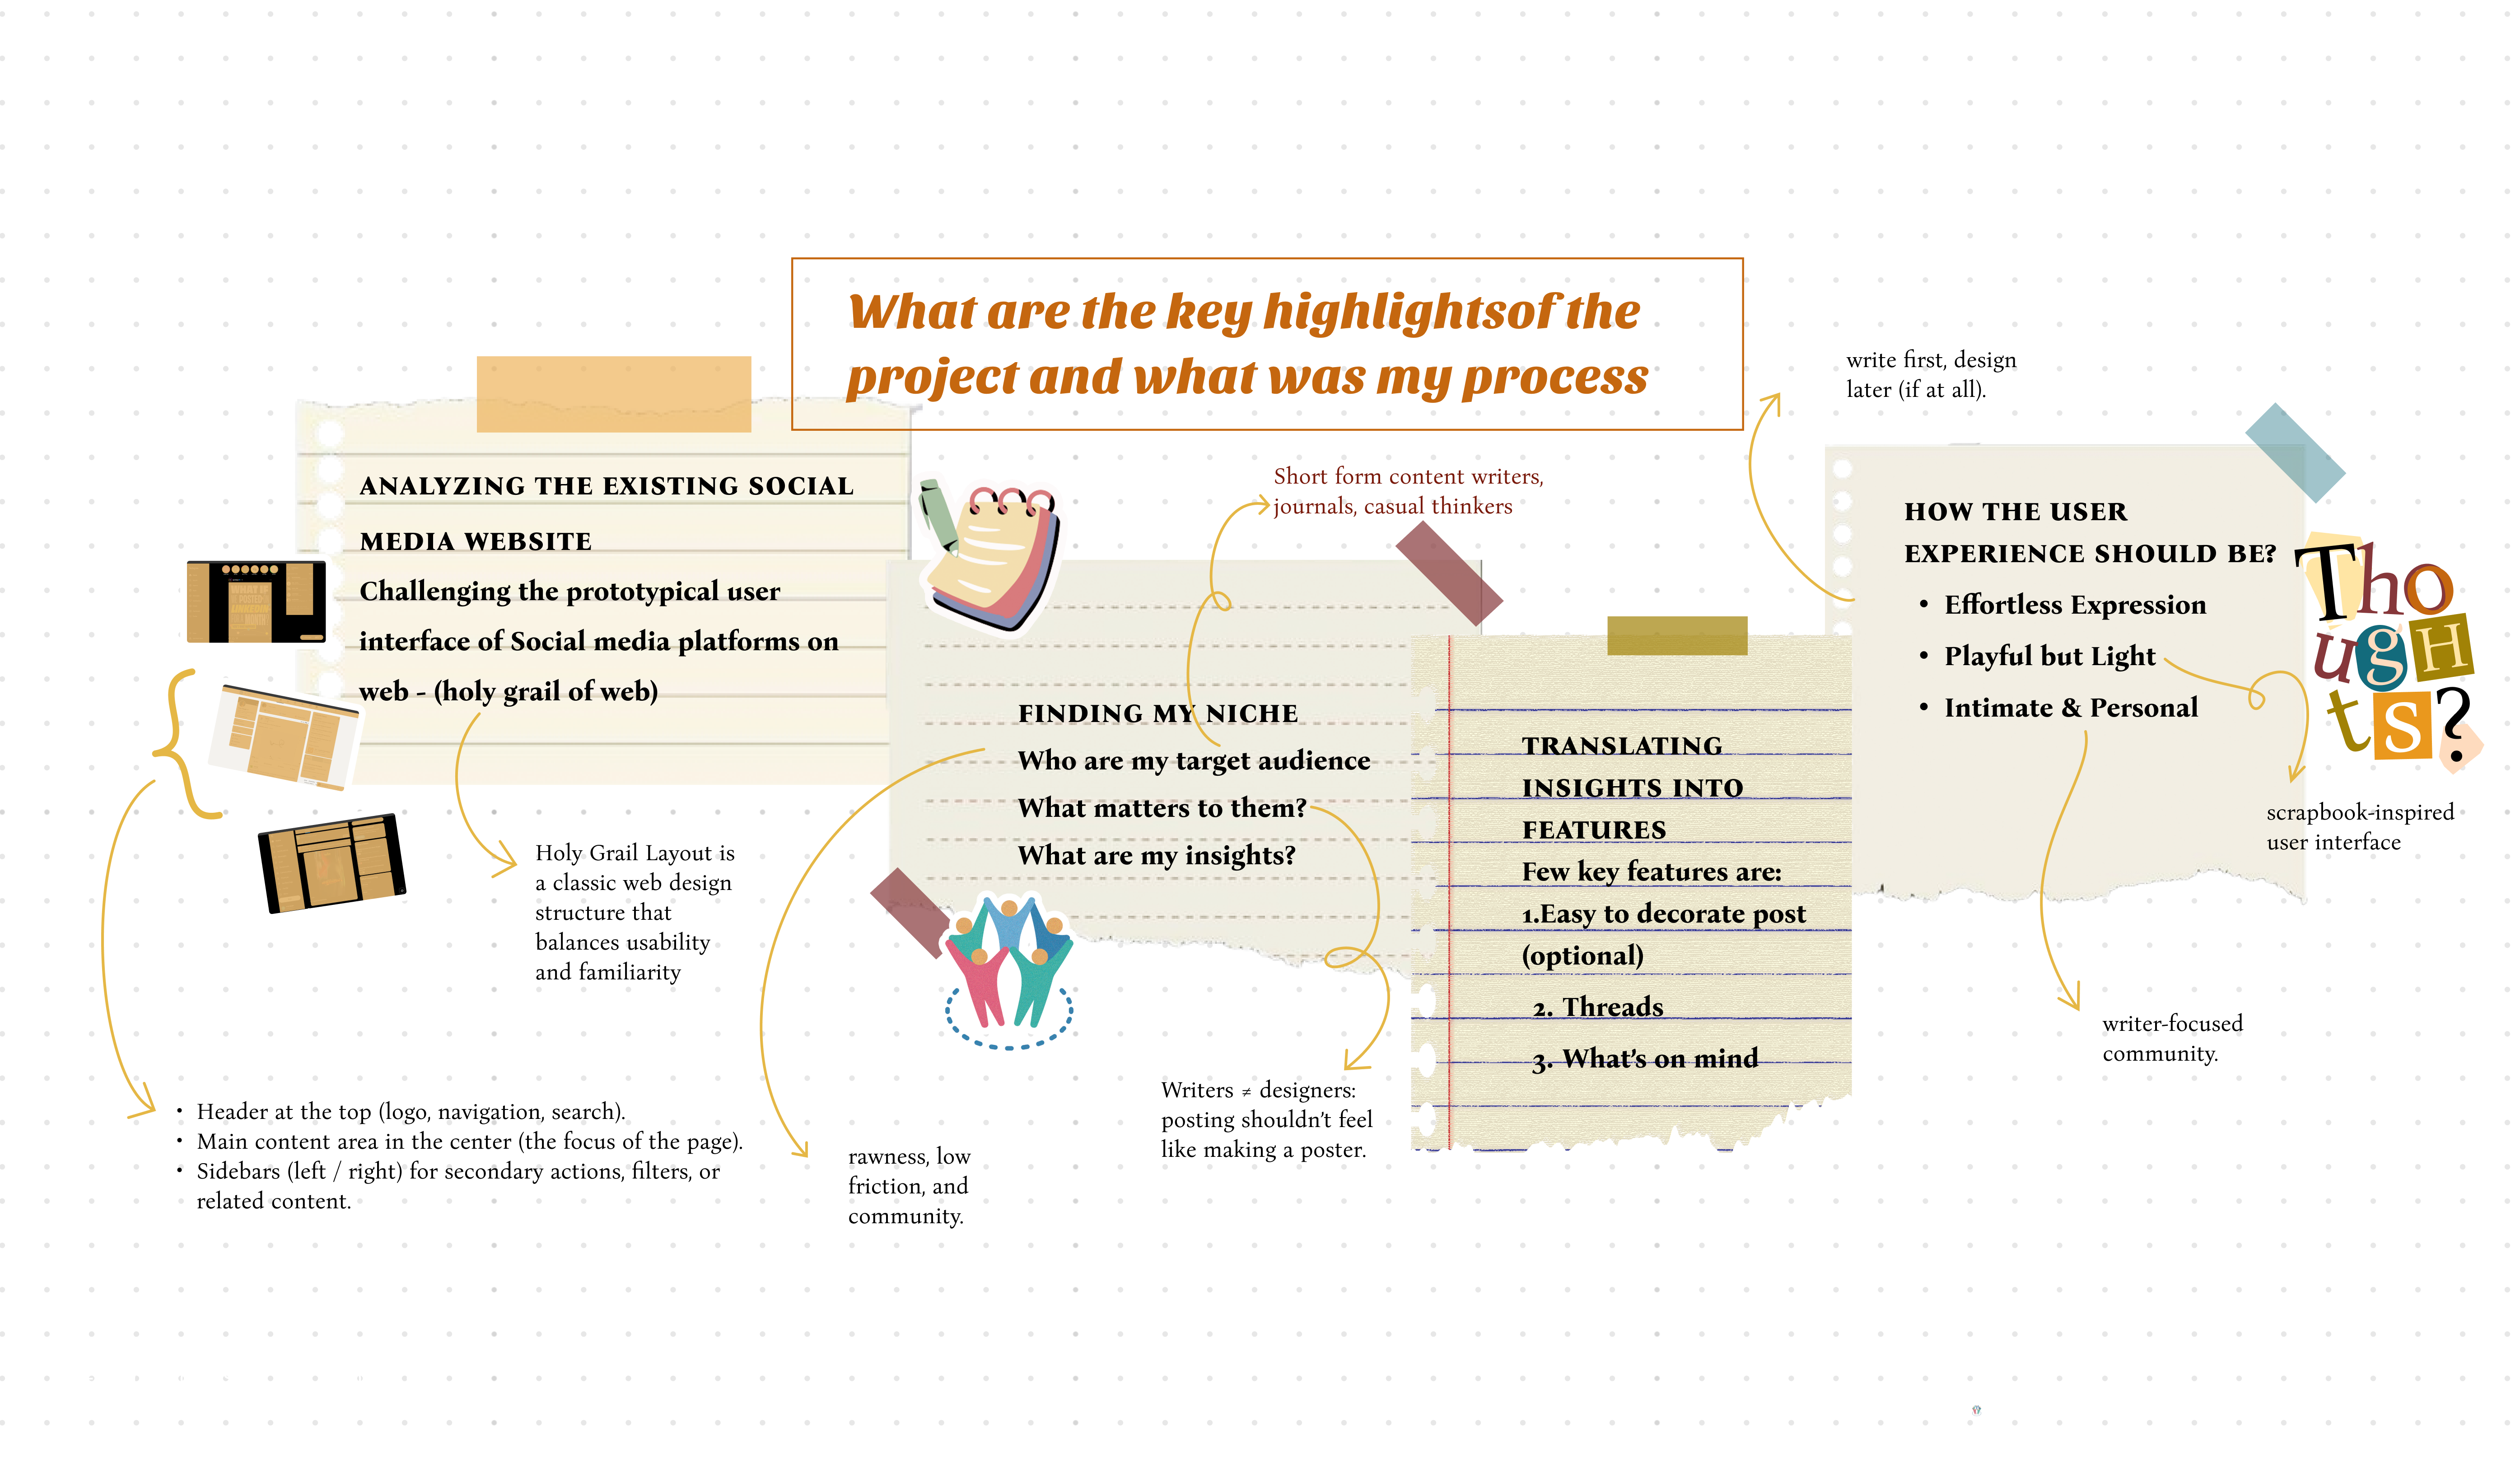 What are the key highlightsof the
project and what was my process
ANALYZING THE EXISTING SOCIAL
MEDIA WEBSITE
Challenging the prototypical user
interface of Social media platforms on
web - (holy grail of web)
Holy Grail Layout is
a classic web design
structure that
balances usability
and familiarity
• Header at the top (logo, navigation, search).
• Main content area in the center (the focus of the page).
• Sidebars (left / right) for secondary actions, filters, or
related content.
Short form content writers,
journals, casual thinkers
FINDING MY NICHE
Who are my target audience
What matters to them?
What are my insights?
rawness, low
friction, and
community.
Writers ≠ designers:
posting shouldn't feel
like making a poster.
TRANSLATING
INSIGHTS INTO
FEATURES
Few key features are:
1.Easy to decorate post
(optional)
2. Threads
3. What's on mind
write first, design
later (if at all).
HOW THE USER
EXPERIENCE SHOULD BE?
• Effortless Expression
• Playful but Light
• Intimate & Personal
Tho
ugH
ts?
scrapbook-inspired
user interface
writer-focused
community.